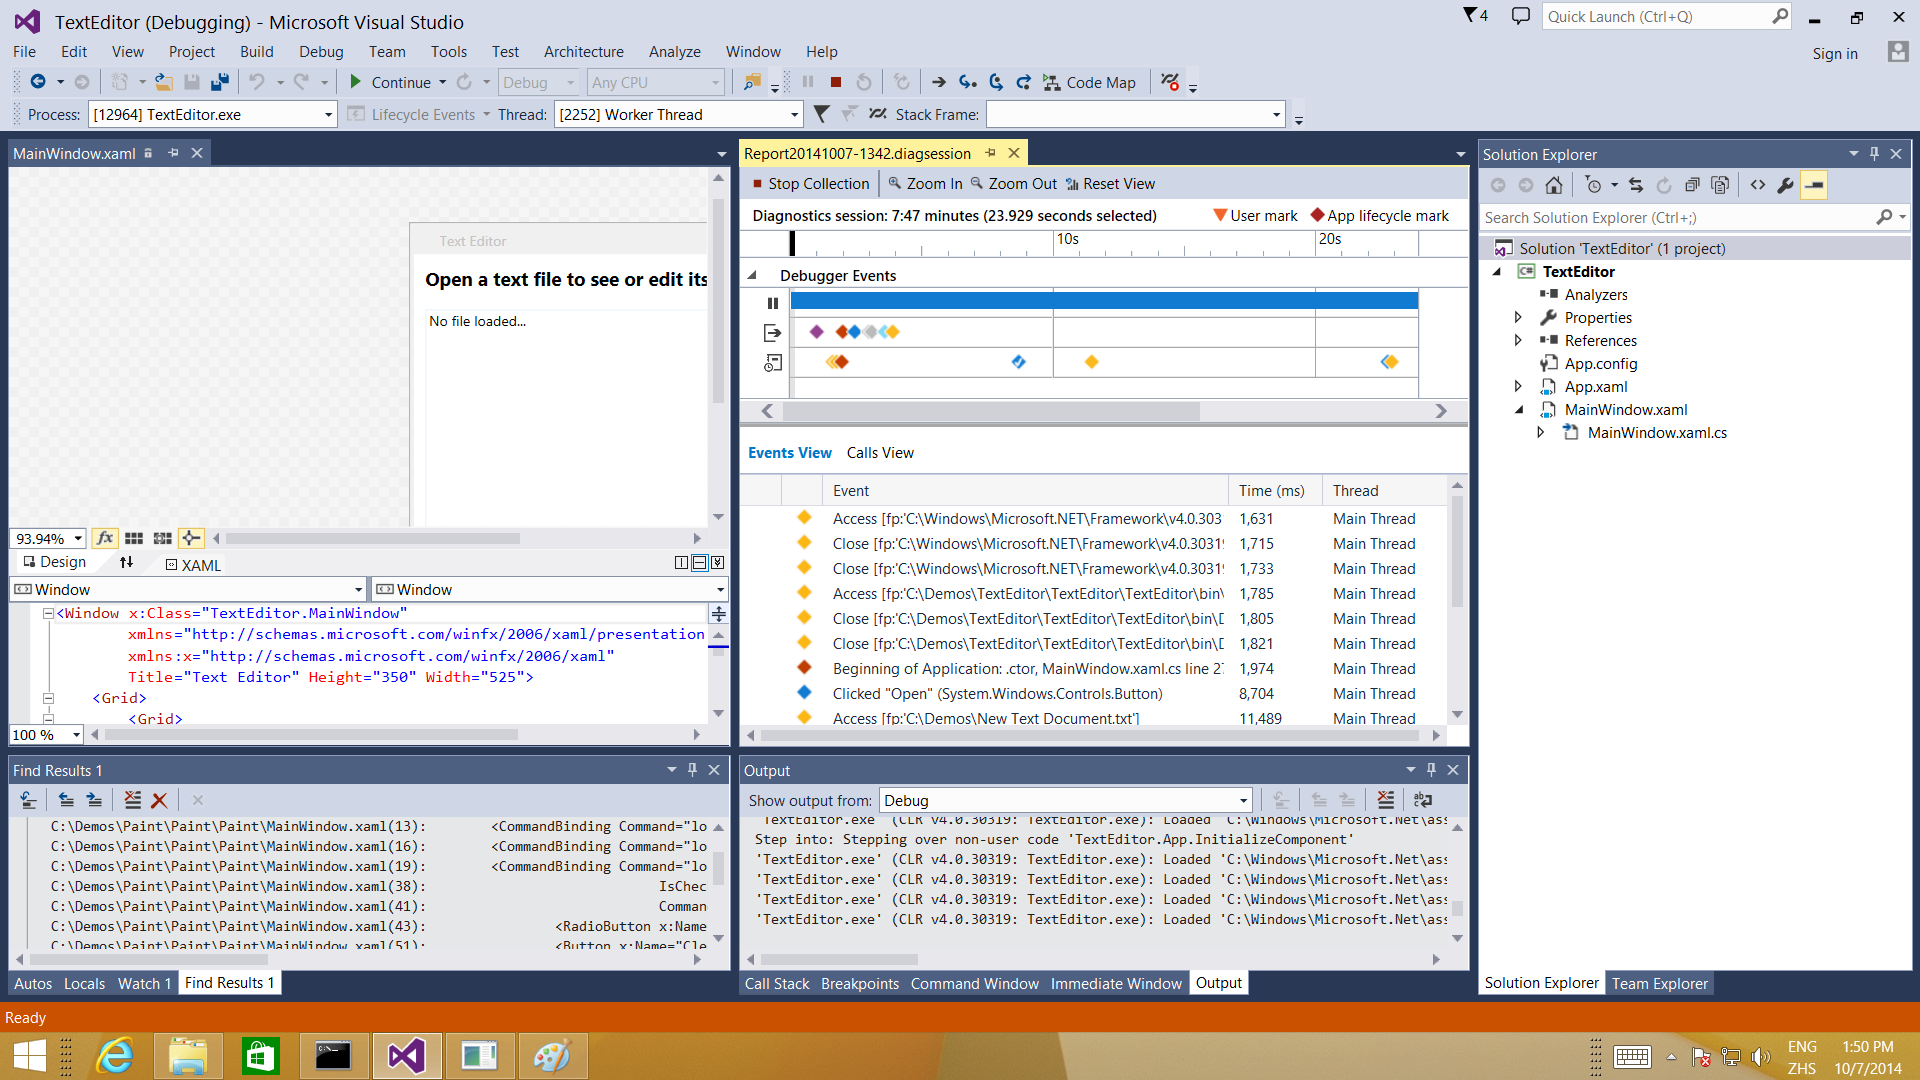 TextEditor (Debugging) - Microsoft Visual Studio
4
Quick Launch (Ctrl+Q)
File Edit View Project Build Debug Team Tools Test Architecture Analyze Window Help
Sign in
Continue Debug Any CPU Code Map
Process: [12964] TextEditor.exe Lifecycle Events Thread: [2252] Worker Thread Stack Frame:
MainWindow.xaml
Text Editor
Open a text file to see or edit its
No file loaded...
93.94% fx
Design XAML
Window Window
<Window x:Class="TextEditor.MainWindow"
xmlns="http://schemas.microsoft.com/winfx/2006/xaml/presentation
xmlns:x="http://schemas.microsoft.com/winfx/2006/xaml"
Title="Text Editor" Height="350" Width="525">
<Grid>
<Grid>
100 %
Report20141007-1342.diagsession
Stop Collection Zoom In Zoom Out Reset View
Diagnostics session: 7:47 minutes (23.929 seconds selected) User mark App lifecycle mark
10s 20s
Debugger Events
Events View Calls View
Event Time (ms) Thread
Access [fp:'C:\Windows\Microsoft.NET\Framework\v4.0.303 1,631 Main Thread
Close [fp:'C:\Windows\Microsoft.NET\Framework\v4.0.30319 1,715 Main Thread
Close [fp:'C:\Windows\Microsoft.NET\Framework\v4.0.30319 1,733 Main Thread
Access [fp:'C:\Demos\TextEditor\TextEditor\TextEditor\bin\ 1,785 Main Thread
Close [fp:'C:\Demos\TextEditor\TextEditor\TextEditor\bin\D 1,805 Main Thread
Close [fp:'C:\Demos\TextEditor\TextEditor\TextEditor\bin\D 1,821 Main Thread
Beginning of Application: .ctor, MainWindow.xaml.cs line 27 1,974 Main Thread
Clicked "Open" (System.Windows.Controls.Button) 8,704 Main Thread
Access [fp:'C:\Demos\New Text Document.txt'] 11,489 Main Thread
Solution Explorer
Search Solution Explorer (Ctrl+;)
Solution 'TextEditor' (1 project)
C# TextEditor
Analyzers
Properties
References
App.config
App.xaml
MainWindow.xaml
MainWindow.xaml.cs
Find Results 1
C:\Demos\Paint\Paint\Paint\MainWindow.xaml(13): <CommandBinding Command="lo
C:\Demos\Paint\Paint\Paint\MainWindow.xaml(16): <CommandBinding Command="lo
C:\Demos\Paint\Paint\Paint\MainWindow.xaml(19): <CommandBinding Command="lo
C:\Demos\Paint\Paint\Paint\MainWindow.xaml(38): IsChec
C:\Demos\Paint\Paint\Paint\MainWindow.xaml(41): Comman
C:\Demos\Paint\Paint\Paint\MainWindow.xaml(43): <RadioButton x:Name
C:\Demos\Paint\Paint\Paint\MainWindow.xaml(51): <Button x:Name="Cle
Autos Locals Watch 1 Find Results 1
Output
Show output from: Debug
'TextEditor.exe' (CLR v4.0.30319: TextEditor.exe): Loaded 'C:\Windows\Microsoft.Net\ass
Step into: Stepping over non-user code 'TextEditor.App.InitializeComponent'
'TextEditor.exe' (CLR v4.0.30319: TextEditor.exe): Loaded 'C:\Windows\Microsoft.Net\ass
'TextEditor.exe' (CLR v4.0.30319: TextEditor.exe): Loaded 'C:\Windows\Microsoft.Net\ass
'TextEditor.exe' (CLR v4.0.30319: TextEditor.exe): Loaded 'C:\Windows\Microsoft.Net\ass
'TextEditor.exe' (CLR v4.0.30319: TextEditor.exe): Loaded 'C:\Windows\Microsoft.Net\ass
Call Stack Breakpoints Command Window Immediate Window Output
Solution Explorer Team Explorer
Ready
ENG 1:50 PM
ZHS 10/7/2014